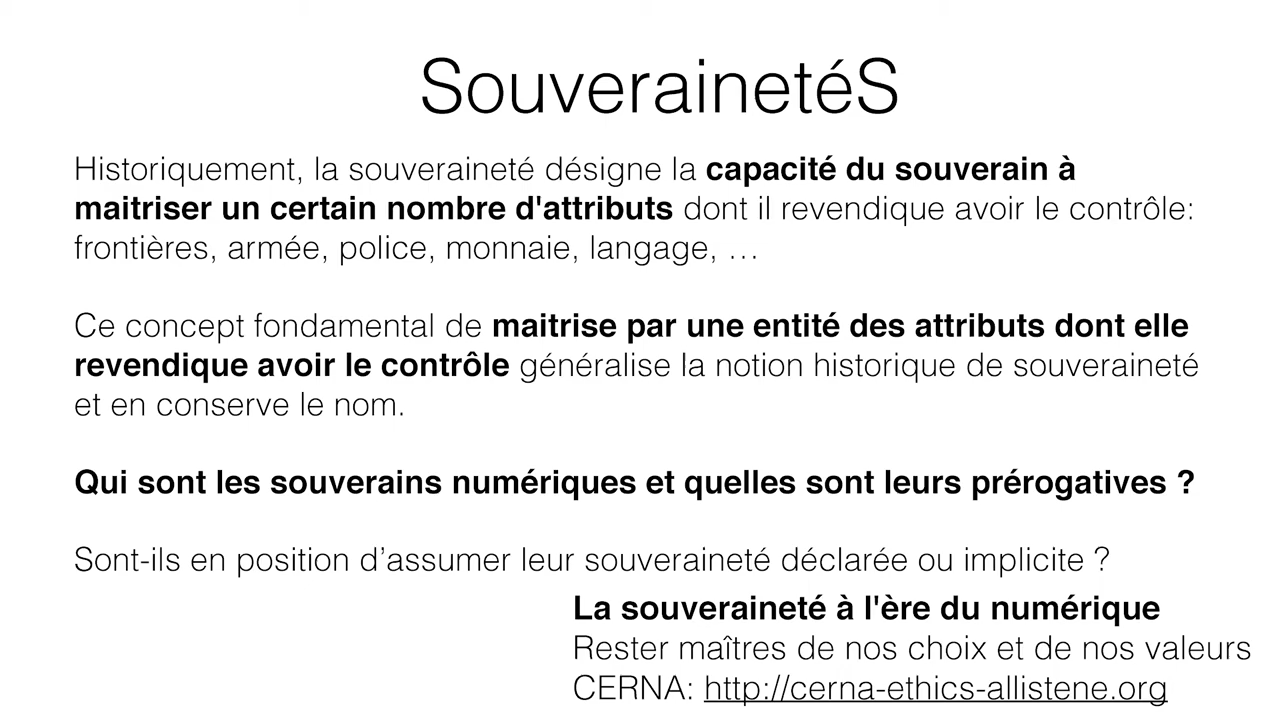 SouverainetéS
Historiquement, la souveraineté désigne la capacité du souverain à
maitriser un certain nombre d'attributs dont il revendique avoir le contrôle:
frontières, armée, police, monnaie, langage, …
Ce concept fondamental de maitrise par une entité des attributs dont elle
revendique avoir le contrôle généralise la notion historique de souveraineté
et en conserve le nom.
Qui sont les souverains numériques et quelles sont leurs prérogatives ?
Sont-ils en position d’assumer leur souveraineté déclarée ou implicite ?
La souveraineté à l'ère du numérique
Rester maîtres de nos choix et de nos valeurs
CERNA: http://cerna-ethics-allistene.org